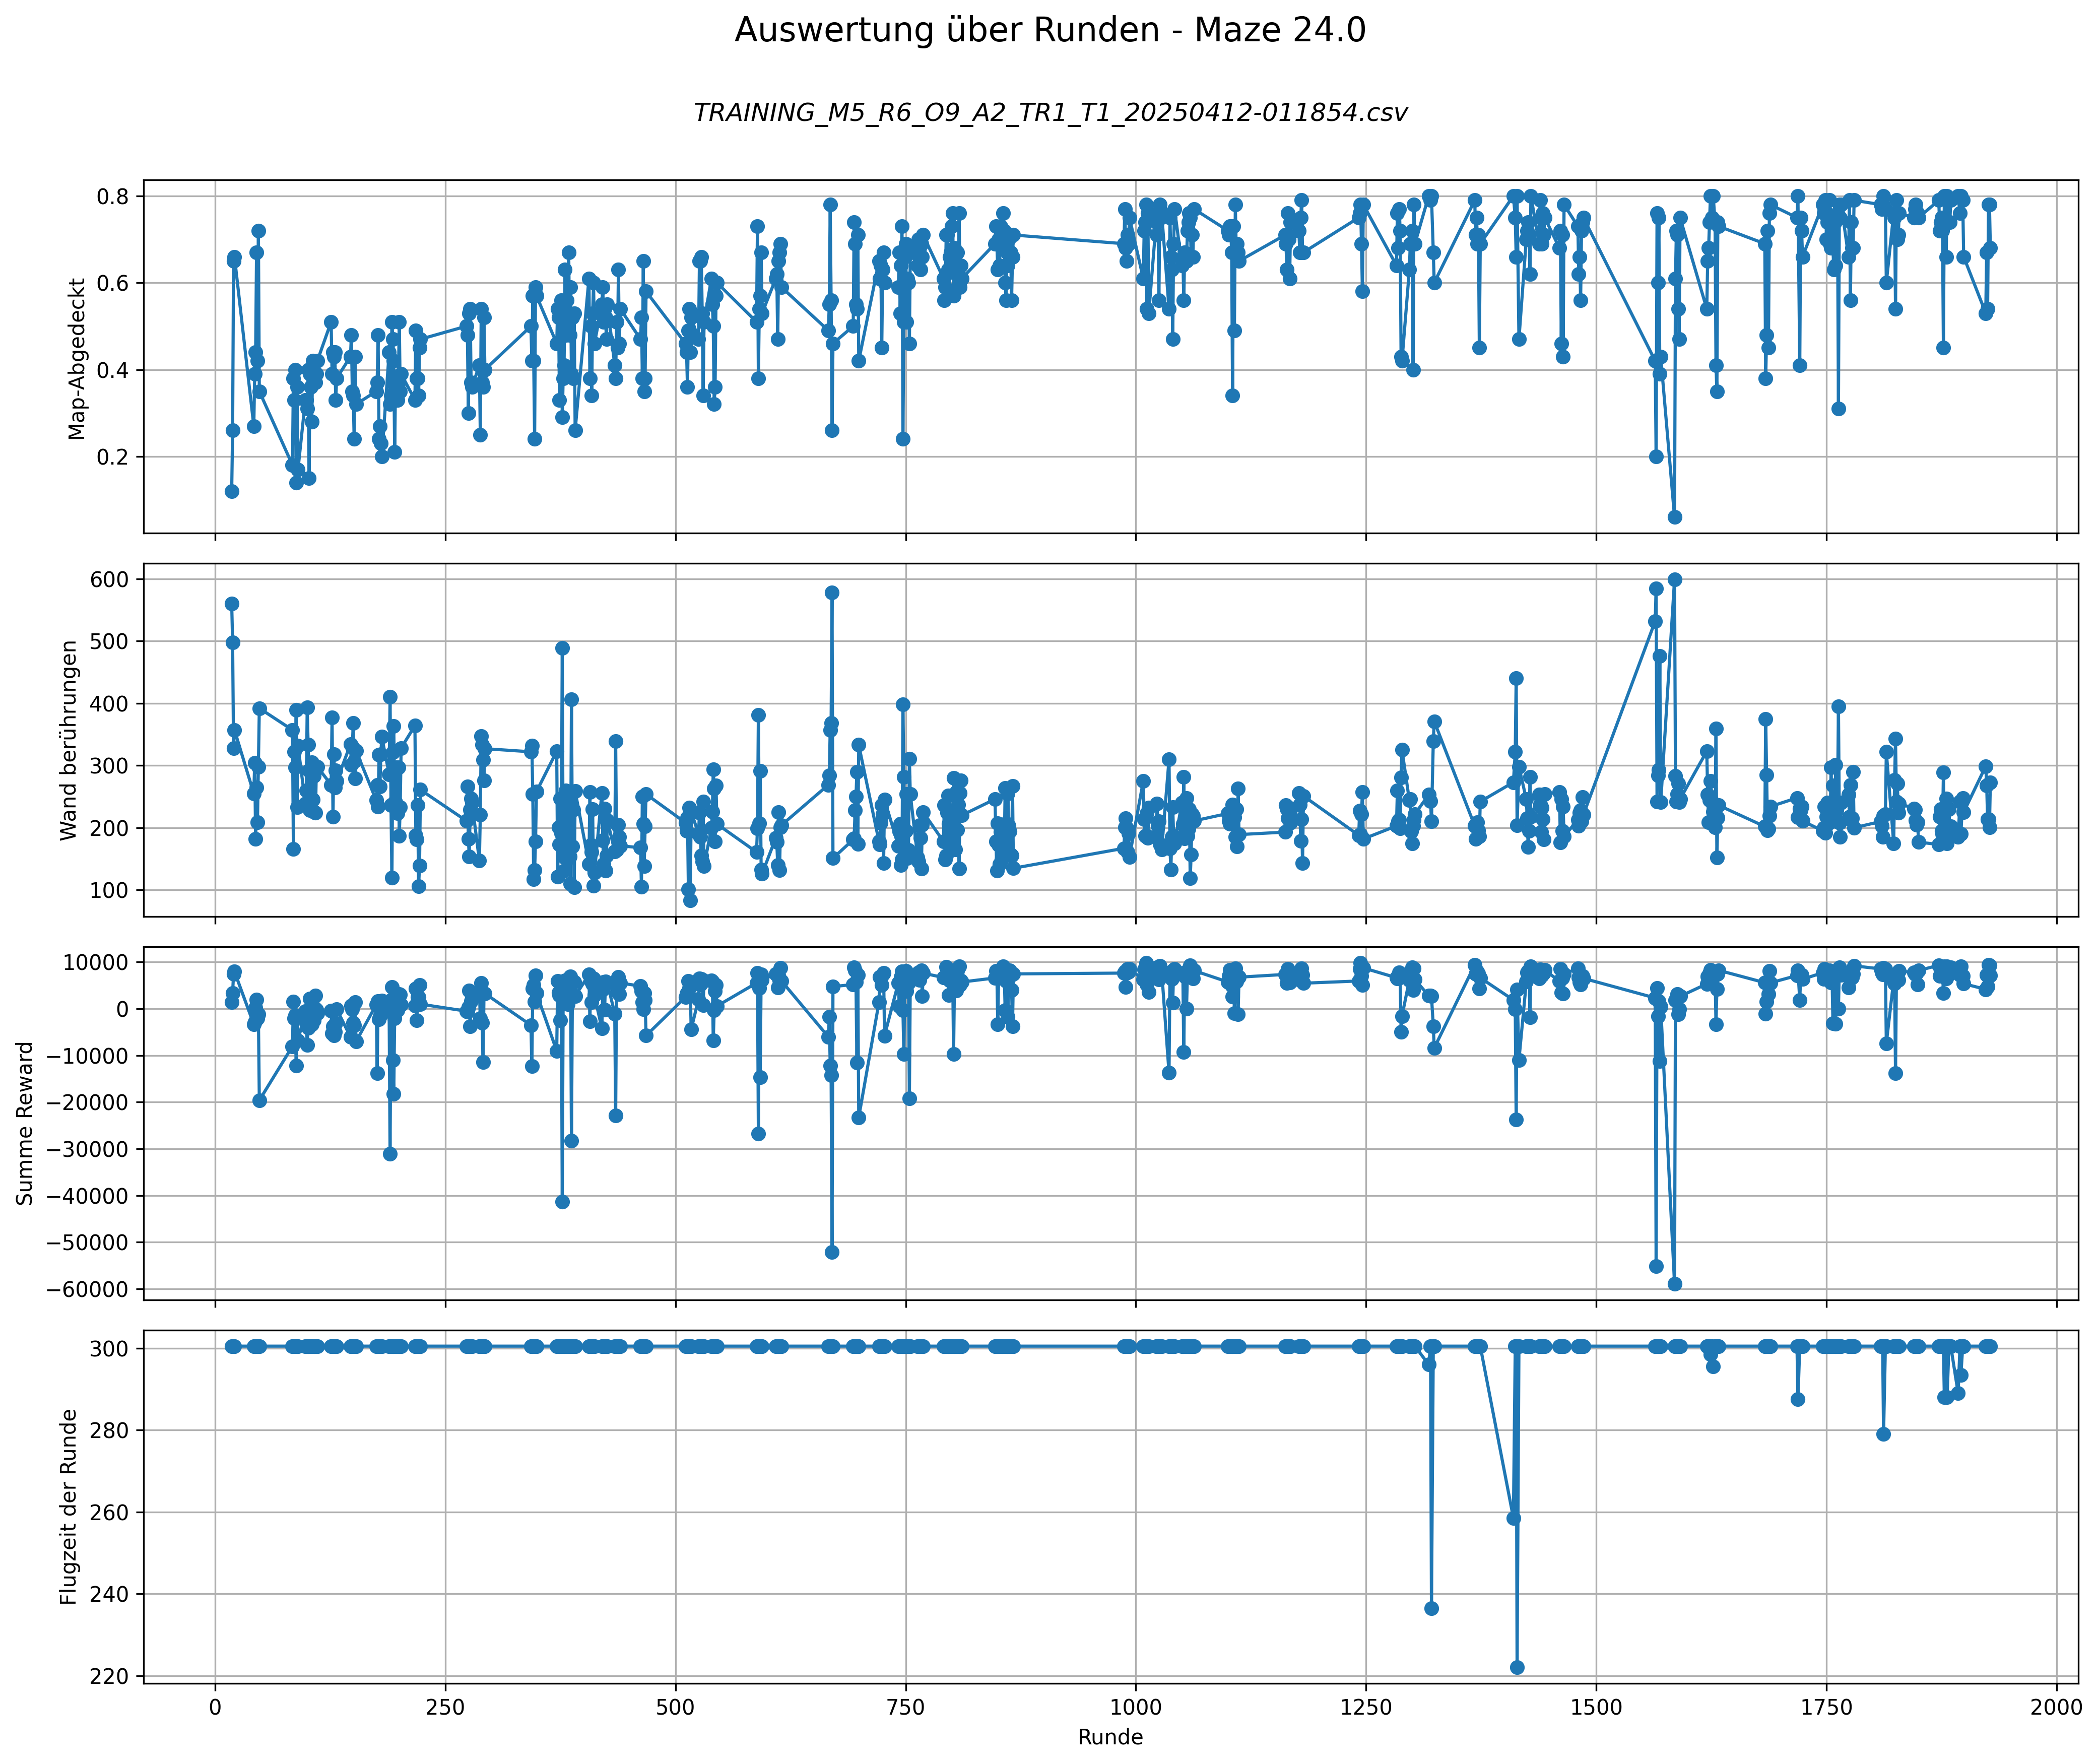 Auswertung über Runden - Maze 24.0
TRAINING_M5_R6_O9_A2_TR1_T1_20250412-011854.csv
Map-Abgedeckt
0.8
0.6
0.4
0.2
Wand berührungen
600
500
400
300
200
100
Summe Reward
10000
0
−10000
−20000
−30000
−40000
−50000
−60000
Flugzeit der Runde
300
280
260
240
220
0 250 500 750 1000 1250 1500 1750 2000
Runde